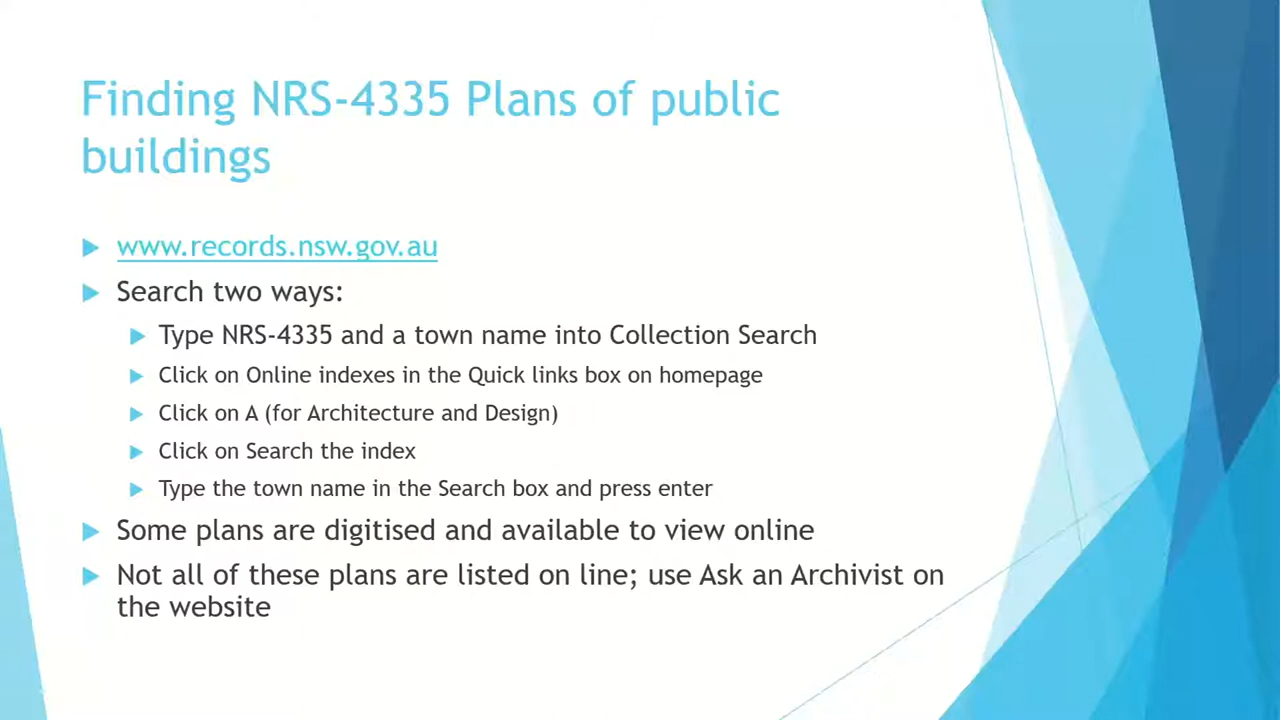 Finding NRS-4335 Plans of public
buildings
www.records.nsw.gov.au
Search two ways:
Type NRS-4335 and a town name into Collection Search
Click on Online indexes in the Quick links box on homepage
Click on A (for Architecture and Design)
Click on Search the index
Type the town name in the Search box and press enter
Some plans are digitised and available to view online
Not all of these plans are listed on line; use Ask an Archivist on
the website